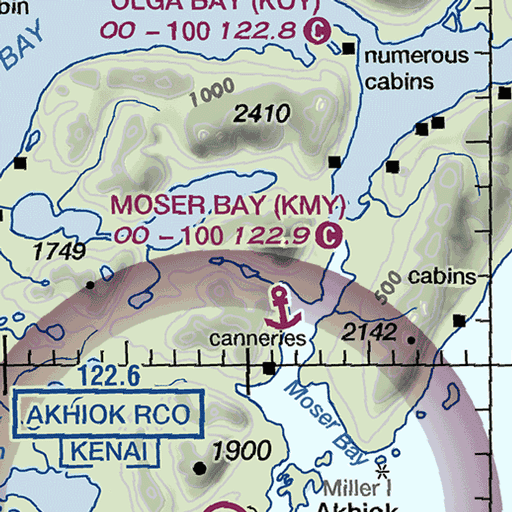 OLGA BAY (KOY)
00 - 100 122.8 C
bin
BAY
numerous
cabins
1000
2410
MOSER BAY (KMY)
00 - 100 122.9 C
1749
500
cabins
canneries
2142
122.6
AKHIOK RCO
KENAI
Moser Bay
1900
Miller I
Akhiok